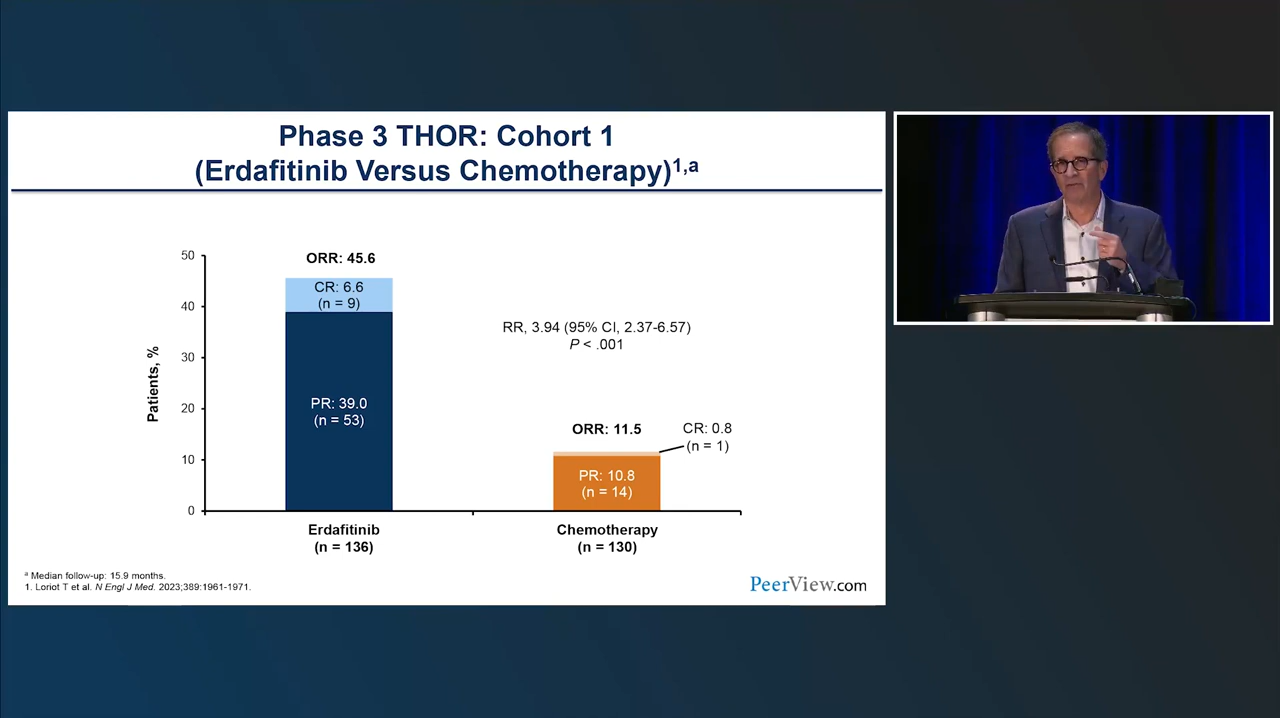 Phase 3 THOR: Cohort 1
(Erdafitinib Versus Chemotherapy)1,a
Patients, %
50
40
30
20
10
0
ORR: 45.6
CR: 6.6
(n = 9)
PR: 39.0
(n = 53)
RR, 3.94 (95% CI, 2.37-6.57)
P < .001
ORR: 11.5
CR: 0.8
(n = 1)
PR: 10.8
(n = 14)
Erdafitinib
(n = 136)
Chemotherapy
(n = 130)
a Median follow-up: 15.9 months.
1. Loriot T et al. N Engl J Med. 2023;389:1961-1971.
PeerView.com